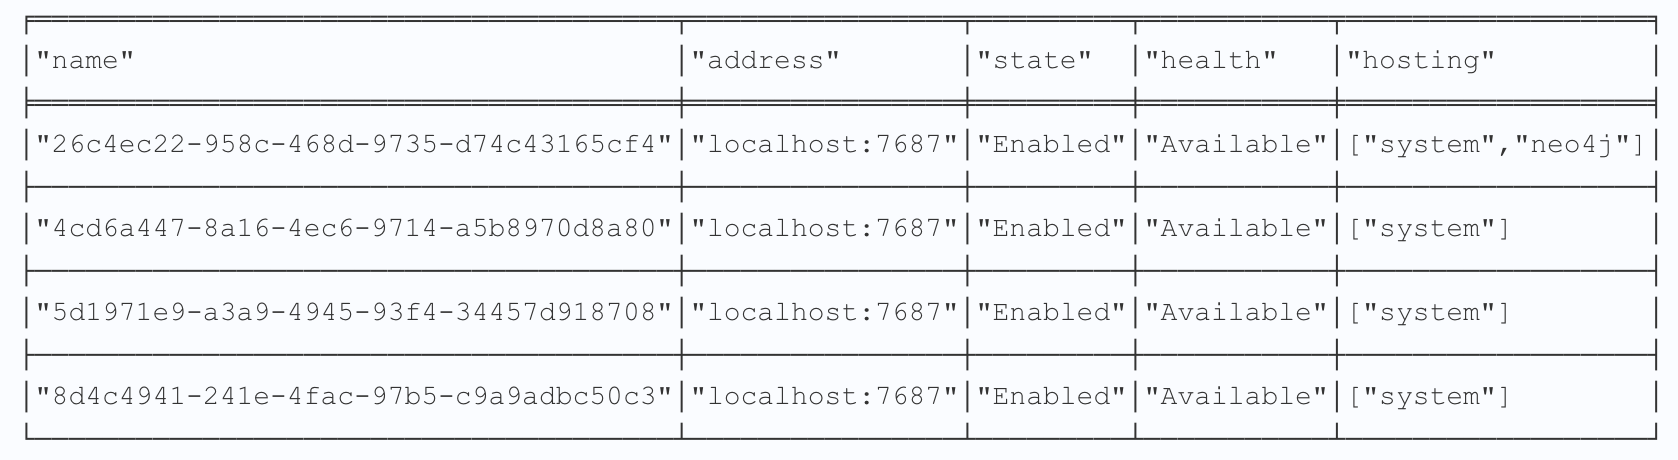 "name" "address" "state" "health" "hosting"
"26c4ec22-958c-468d-9735-d74c43165cf4" "localhost:7687" "Enabled" "Available" ["system","neo4j"]
"4cd6a447-8a16-4ec6-9714-a5b8970d8a80" "localhost:7687" "Enabled" "Available" ["system"]
"5d1971e9-a3a9-4945-93f4-34457d918708" "localhost:7687" "Enabled" "Available" ["system"]
"8d4c4941-241e-4fac-97b5-c9a9adbc50c3" "localhost:7687" "Enabled" "Available" ["system"]